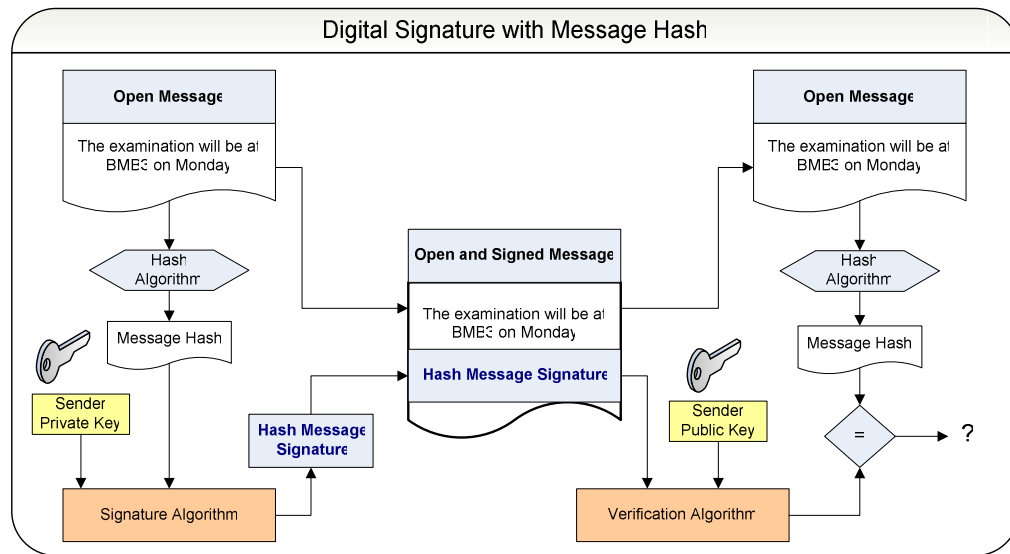 Digital Signature with Message Hash
Open Message
The examination will be at
BMB3 on Monday
Hash
Algorithm
Message Hash
Sender
Private Key
Signature Algorithm
Hash Message
Signature
Open and Signed Message
The examination will be at
BMB3 on Monday
Hash Message Signature
Sender
Public Key
Verification Algorithm
Open Message
The examination will be at
BMB3 on Monday
Hash
Algorithm
Message Hash
=
?